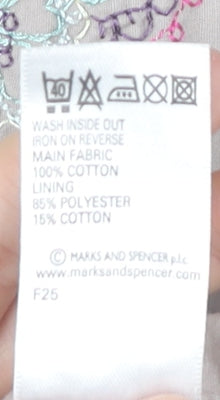 40
WASH INSIDE OUT
IRON ON REVERSE
MAIN FABRIC
100% COTTON
LINING
85% POLYESTER
15% COTTON
© MARKS AND SPENCER p.l.c.
www.marksandspencer.com
F25